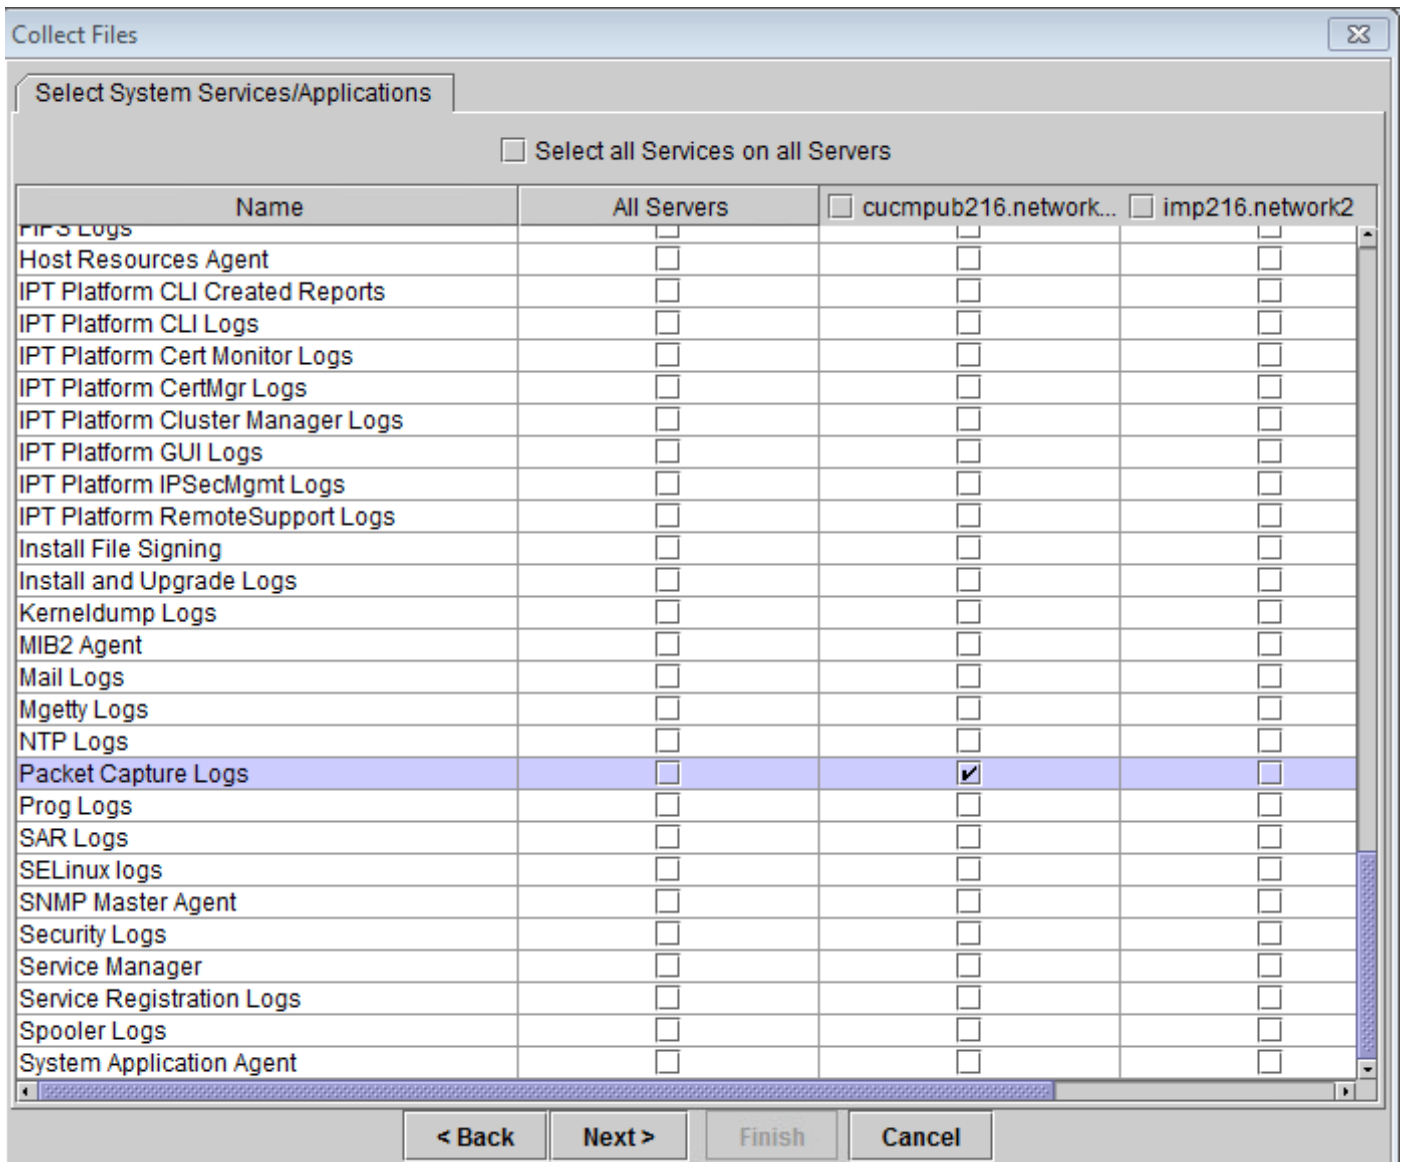 Collect Files
Select System Services/Applications
Select all Services on all Servers
Name All Servers cucmpub216.network... imp216.network2
FIPS Logs
Host Resources Agent
IPT Platform CLI Created Reports
IPT Platform CLI Logs
IPT Platform Cert Monitor Logs
IPT Platform CertMgr Logs
IPT Platform Cluster Manager Logs
IPT Platform GUI Logs
IPT Platform IPSecMgmt Logs
IPT Platform RemoteSupport Logs
Install File Signing
Install and Upgrade Logs
Kerneldump Logs
MIB2 Agent
Mail Logs
Mgetty Logs
NTP Logs
Packet Capture Logs
Prog Logs
SAR Logs
SELinux logs
SNMP Master Agent
Security Logs
Service Manager
Service Registration Logs
Spooler Logs
System Application Agent
< Back Next > Finish Cancel